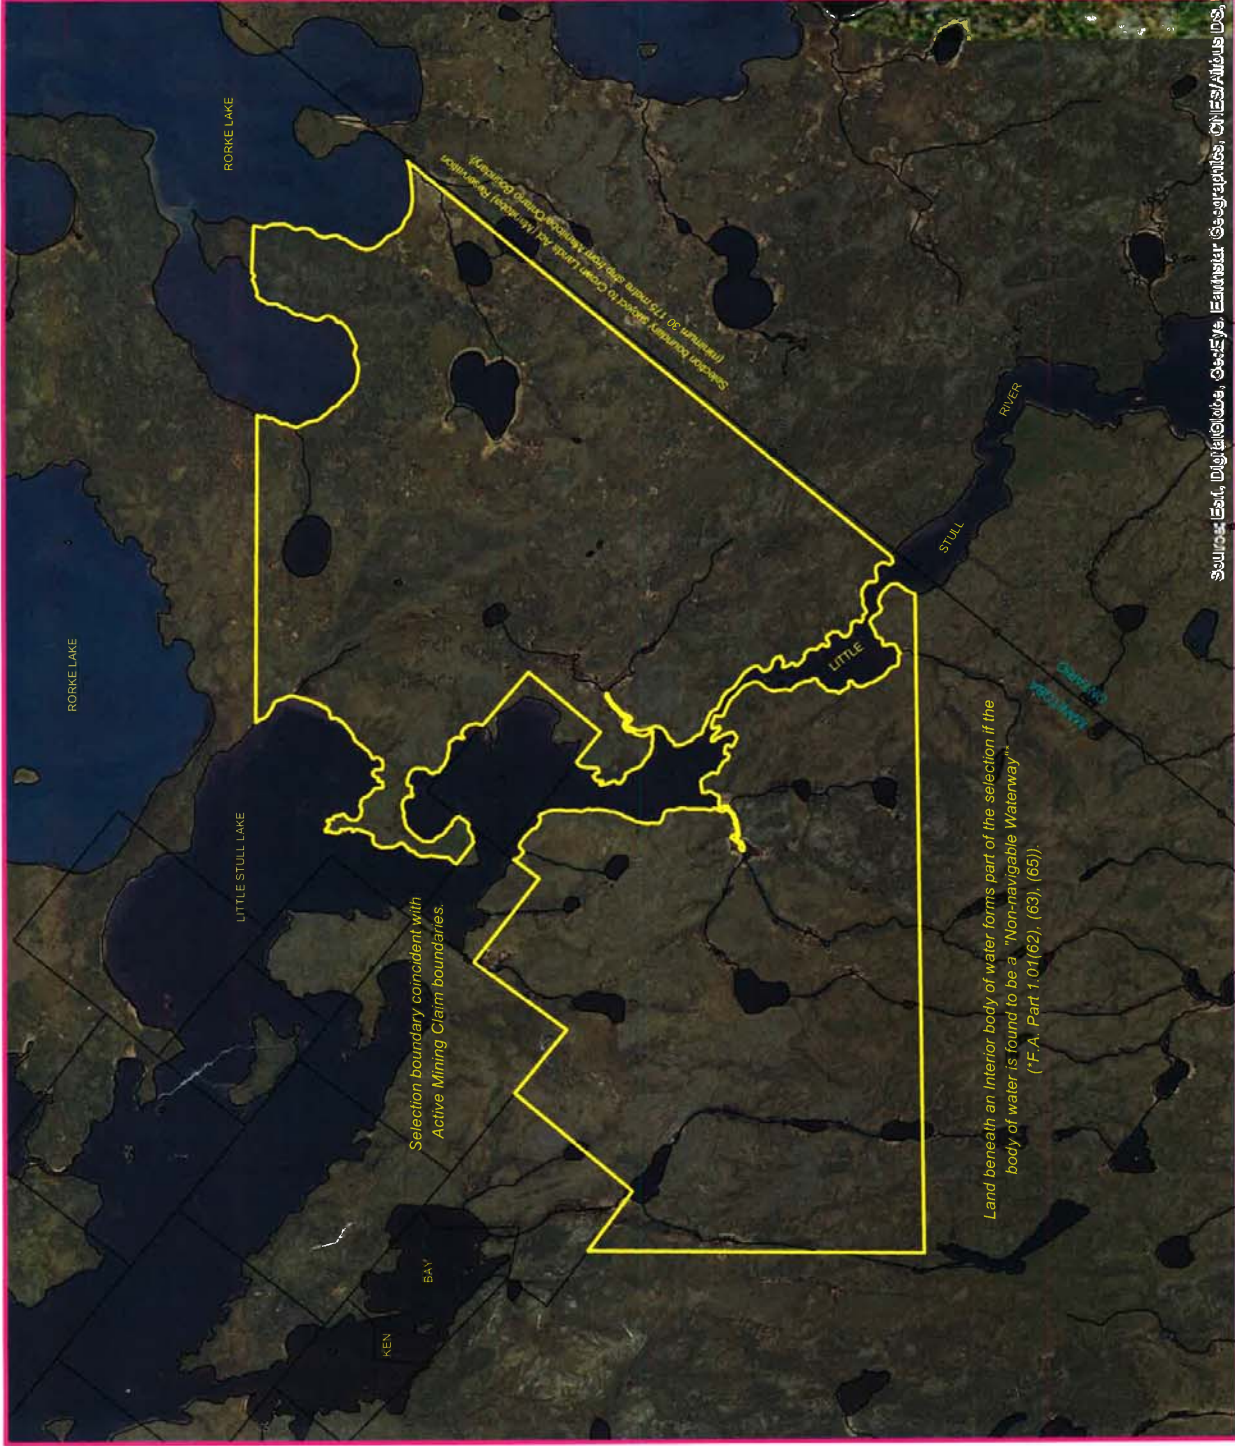 RORKE LAKE
RORKE LAKE
LITTLE STULL LAKE
Selection boundary coincident with
Active Mining Claim boundaries.
KEN
BAY
Selection boundary subject to Crown Lands Act (Manitoba) Reservation
(minimum 30.175 metre strip from Manitoba/Ontario Boundary).
LITTLE
STULL
RIVER
MANITOBA
ONTARIO
Land beneath an Interior body of water forms part of the selection if the
body of water is found to be a "Non-navigable Waterway"*
(*F.A. Part 1.01(62), (63), (65)).
Source: Esri, DigitalGlobe, GeoEye, Earthstar Geographics, CNES/Airbus DS,